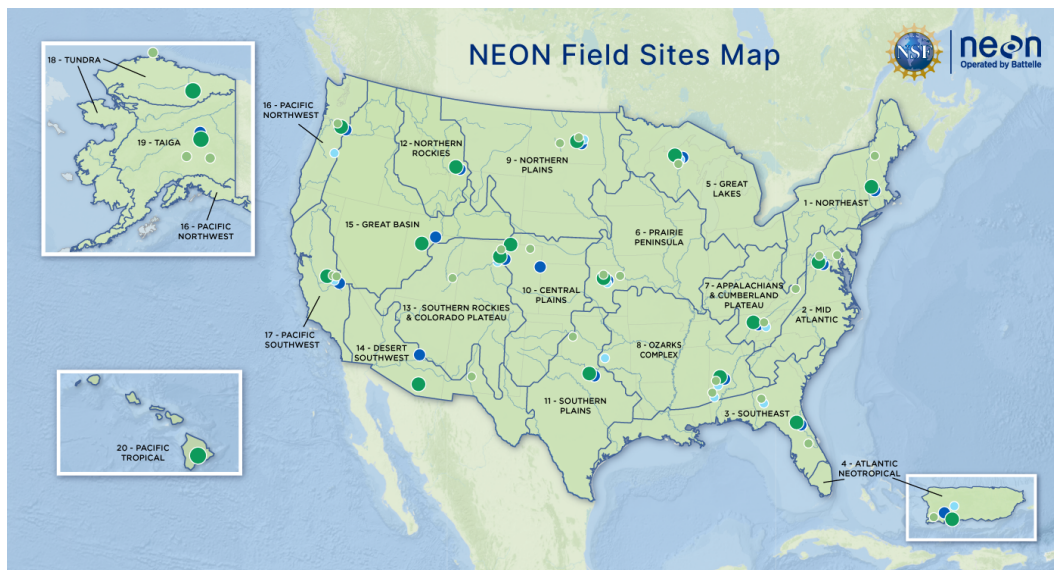 NEON Field Sites Map
NSF
neon
Operated by Battelle
18 - TUNDRA
19 - TAIGA
16 - PACIFIC
NORTHWEST
16 - PACIFIC
NORTHWEST
12 - NORTHERN
ROCKIES
9 - NORTHERN
PLAINS
5 - GREAT
LAKES
1 - NORTHEAST
15 - GREAT BASIN
6 - PRAIRIE
PENINSULA
10 - CENTRAL
PLAINS
7 - APPALACHIANS
& CUMBERLAND
PLATEAU
2 - MID
ATLANTIC
13 - SOUTHERN ROCKIES
& COLORADO PLATEAU
17 - PACIFIC
SOUTHWEST
14 - DESERT
SOUTHWEST
8 - OZARKS
COMPLEX
11 - SOUTHERN
PLAINS
3 - SOUTHEAST
20 - PACIFIC
TROPICAL
4 - ATLANTIC
NEOTROPICAL